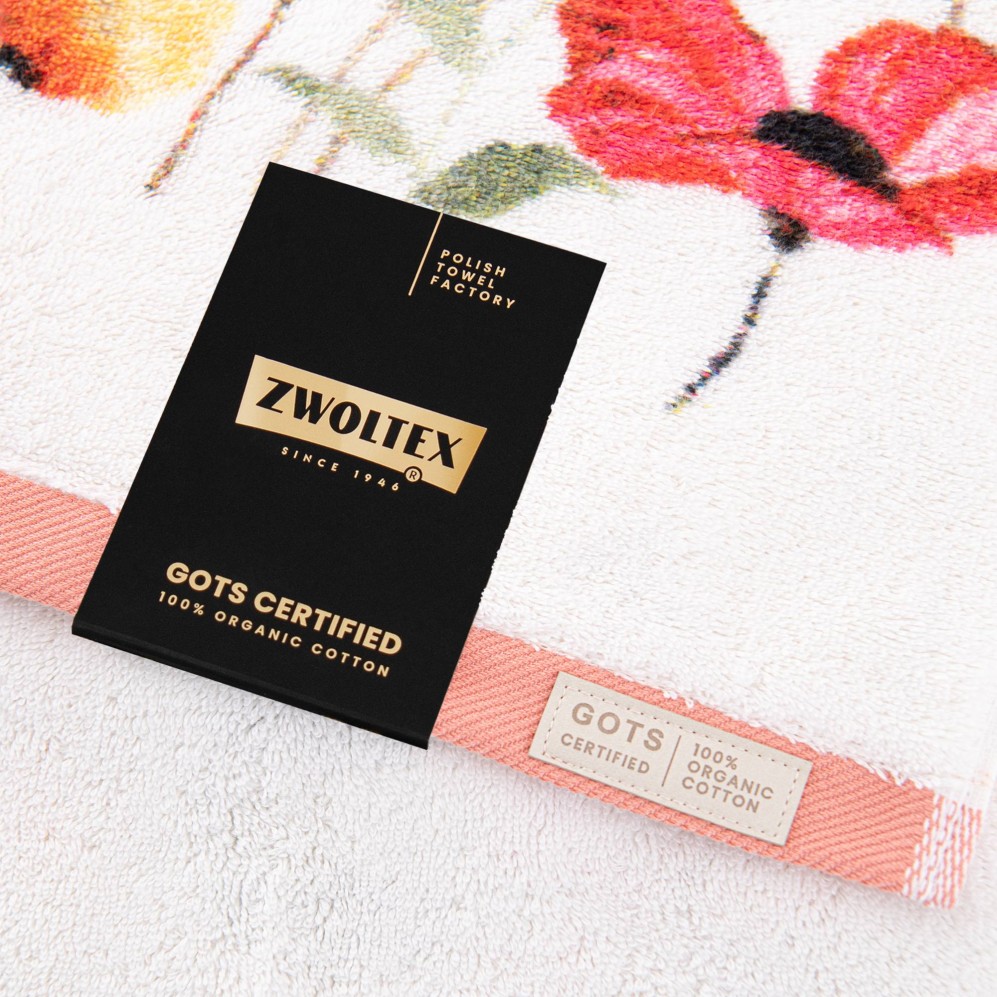 POLISH
TOWEL
FACTORY
ZWOLTEX
®
SINCE 1946
GOTS CERTIFIED
100% ORGANIC COTTON
GOTS
CERTIFIED
100%
ORGANIC
COTTON